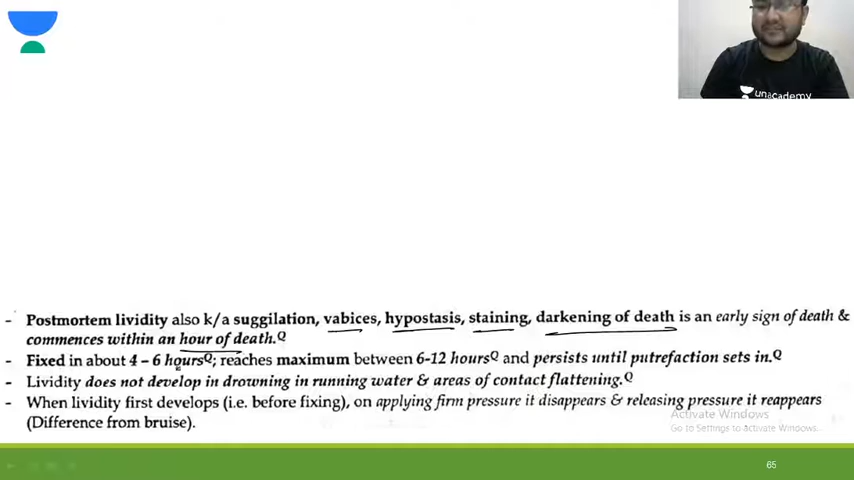 unacademy
- Postmortem lividity also k/a suggilation, vabices, hypostasis, staining, darkening of death is an early sign of death &
commences within an hour of death.Q
- Fixed in about 4 – 6 hoursQ; reaches maximum between 6-12 hoursQ and persists until putrefaction sets in.Q
- Lividity does not develop in drowning in running water & areas of contact flattening.Q
- When lividity first develops (i.e. before fixing), on applying firm pressure it disappears & releasing pressure it reappears
(Difference from bruise).
Activate Windows
Go to Settings to activate Windows.
65